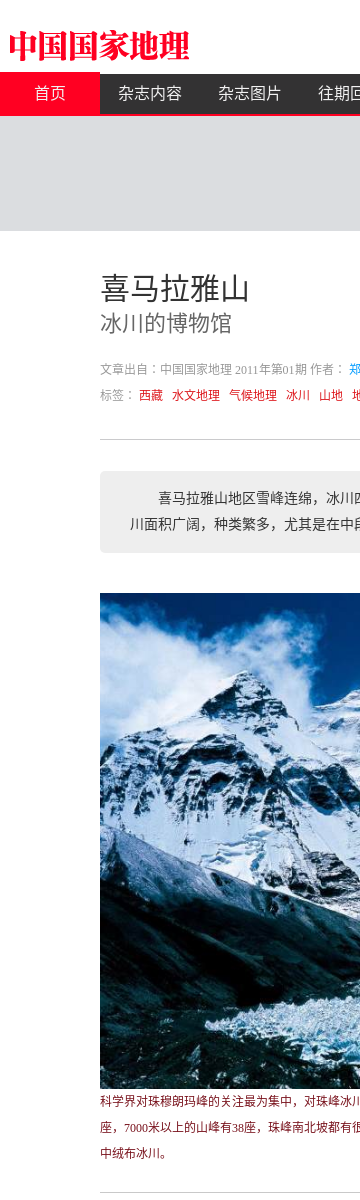 中国国家地理
首页 杂志内容 杂志图片 往期回
喜马拉雅山
冰川的博物馆
文章出自：中国国家地理 2011年第01期 作者： 郑
标签： 西藏 水文地理 气候地理 冰川 山地 地
喜马拉雅山地区雪峰连绵，冰川
川面积广阔，种类繁多，尤其是在中
科学界对珠穆朗玛峰的关注最为集中，对珠峰冰川
座，7000米以上的山峰有38座，珠峰南北坡都有很
中绒布冰川。